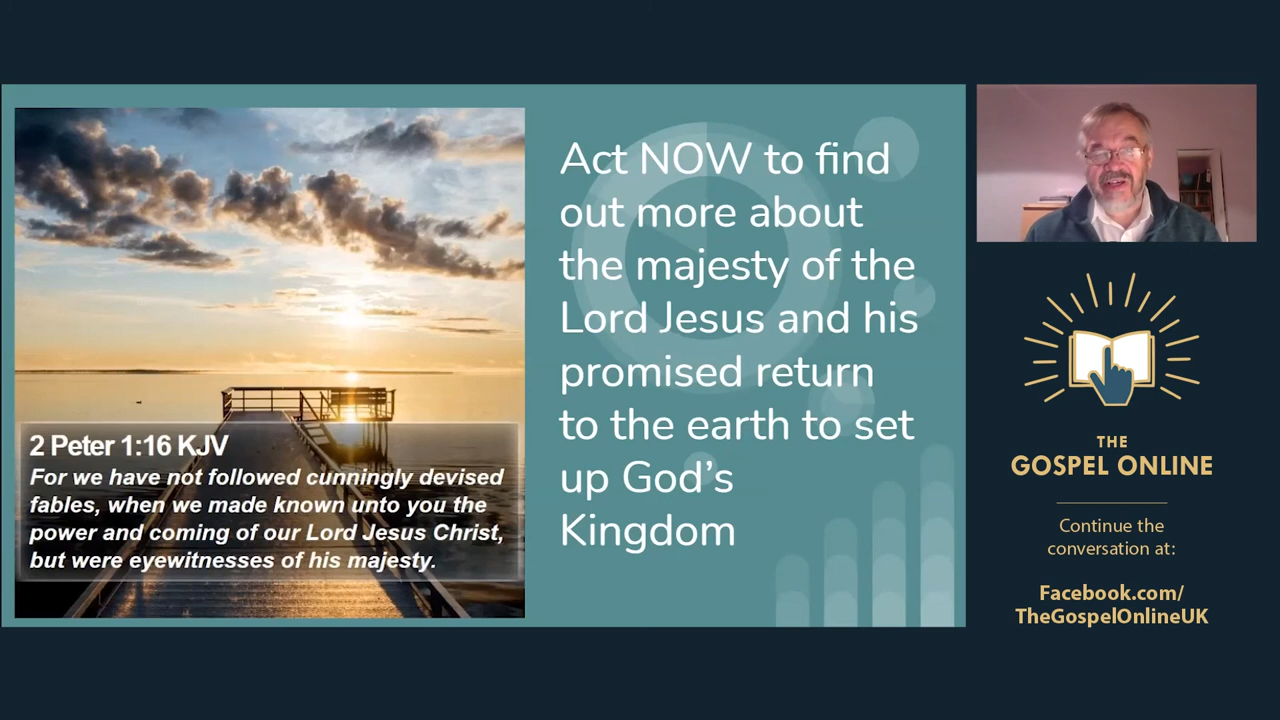 2 Peter 1:16 KJV
For we have not followed cunningly devised
fables, when we made known unto you the
power and coming of our Lord Jesus Christ,
but were eyewitnesses of his majesty.
Act NOW to find
out more about
the majesty of the
Lord Jesus and his
promised return
to the earth to set
up God’s
Kingdom
THE
GOSPEL ONLINE
Continue the
conversation at:
Facebook.com/
TheGospelOnlineUK